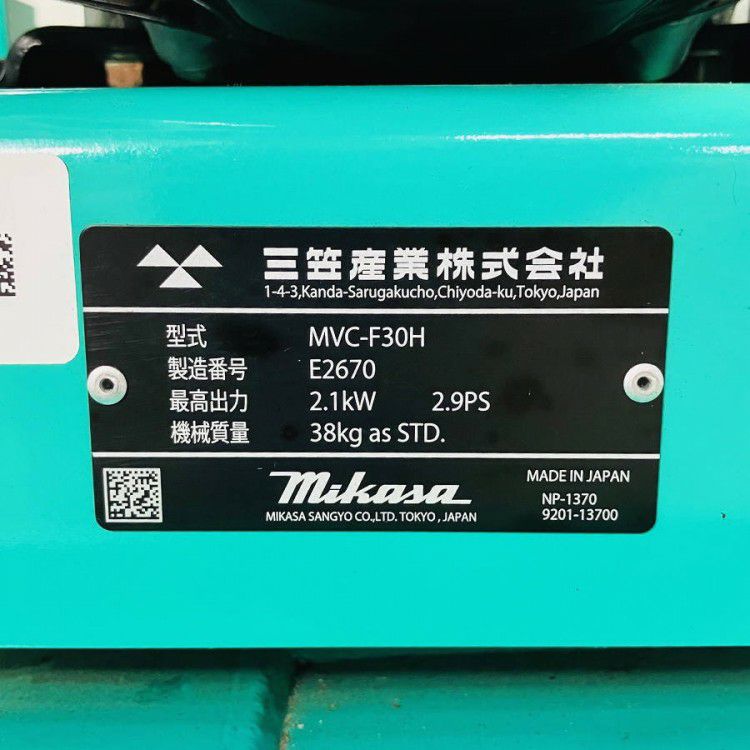 三笠産業株式会社
1-4-3,Kanda-Sarugakucho,Chiyoda-ku,Tokyo,Japan
型式 MVC-F30H
製造番号 E2670
最高出力 2.1kW 2.9PS
機械質量 38kg as STD.
Mikasa
MIKASA SANGYO CO.,LTD. TOKYO , JAPAN
MADE IN JAPAN
NP-1370
9201-13700